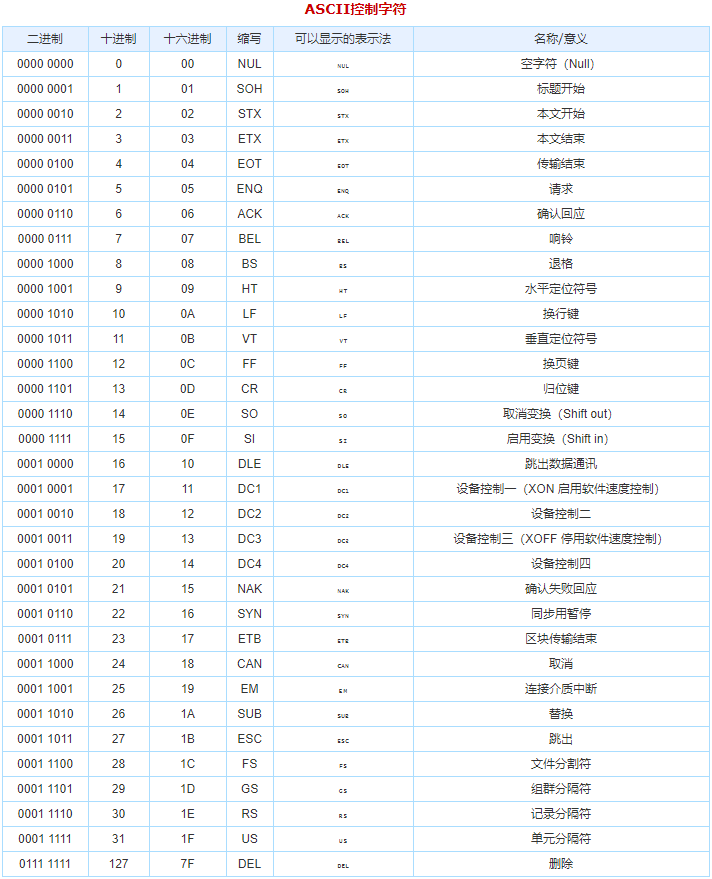 ASCII控制字符
二进制 十进制 十六进制 缩写 可以显示的表示法 名称/意义
0000 0000 0 00 NUL NUL 空字符（Null）
0000 0001 1 01 SOH SOH 标题开始
0000 0010 2 02 STX STX 本文开始
0000 0011 3 03 ETX ETX 本文结束
0000 0100 4 04 EOT EOT 传输结束
0000 0101 5 05 ENQ ENQ 请求
0000 0110 6 06 ACK ACK 确认回应
0000 0111 7 07 BEL BEL 响铃
0000 1000 8 08 BS BS 退格
0000 1001 9 09 HT HT 水平定位符号
0000 1010 10 0A LF LF 换行键
0000 1011 11 0B VT VT 垂直定位符号
0000 1100 12 0C FF FF 换页键
0000 1101 13 0D CR CR 归位键
0000 1110 14 0E SO SO 取消变换（Shift out）
0000 1111 15 0F SI SI 启用变换（Shift in）
0001 0000 16 10 DLE DLE 跳出数据通讯
0001 0001 17 11 DC1 DC1 设备控制一（XON 启用软件速度控制）
0001 0010 18 12 DC2 DC2 设备控制二
0001 0011 19 13 DC3 DC3 设备控制三（XOFF 停用软件速度控制）
0001 0100 20 14 DC4 DC4 设备控制四
0001 0101 21 15 NAK NAK 确认失败回应
0001 0110 22 16 SYN SYN 同步用暂停
0001 0111 23 17 ETB ETB 区块传输结束
0001 1000 24 18 CAN CAN 取消
0001 1001 25 19 EM EM 连接介质中断
0001 1010 26 1A SUB SUB 替换
0001 1011 27 1B ESC ESC 跳出
0001 1100 28 1C FS FS 文件分割符
0001 1101 29 1D GS GS 组群分隔符
0001 1110 30 1E RS RS 记录分隔符
0001 1111 31 1F US US 单元分隔符
0111 1111 127 7F DEL DEL 删除